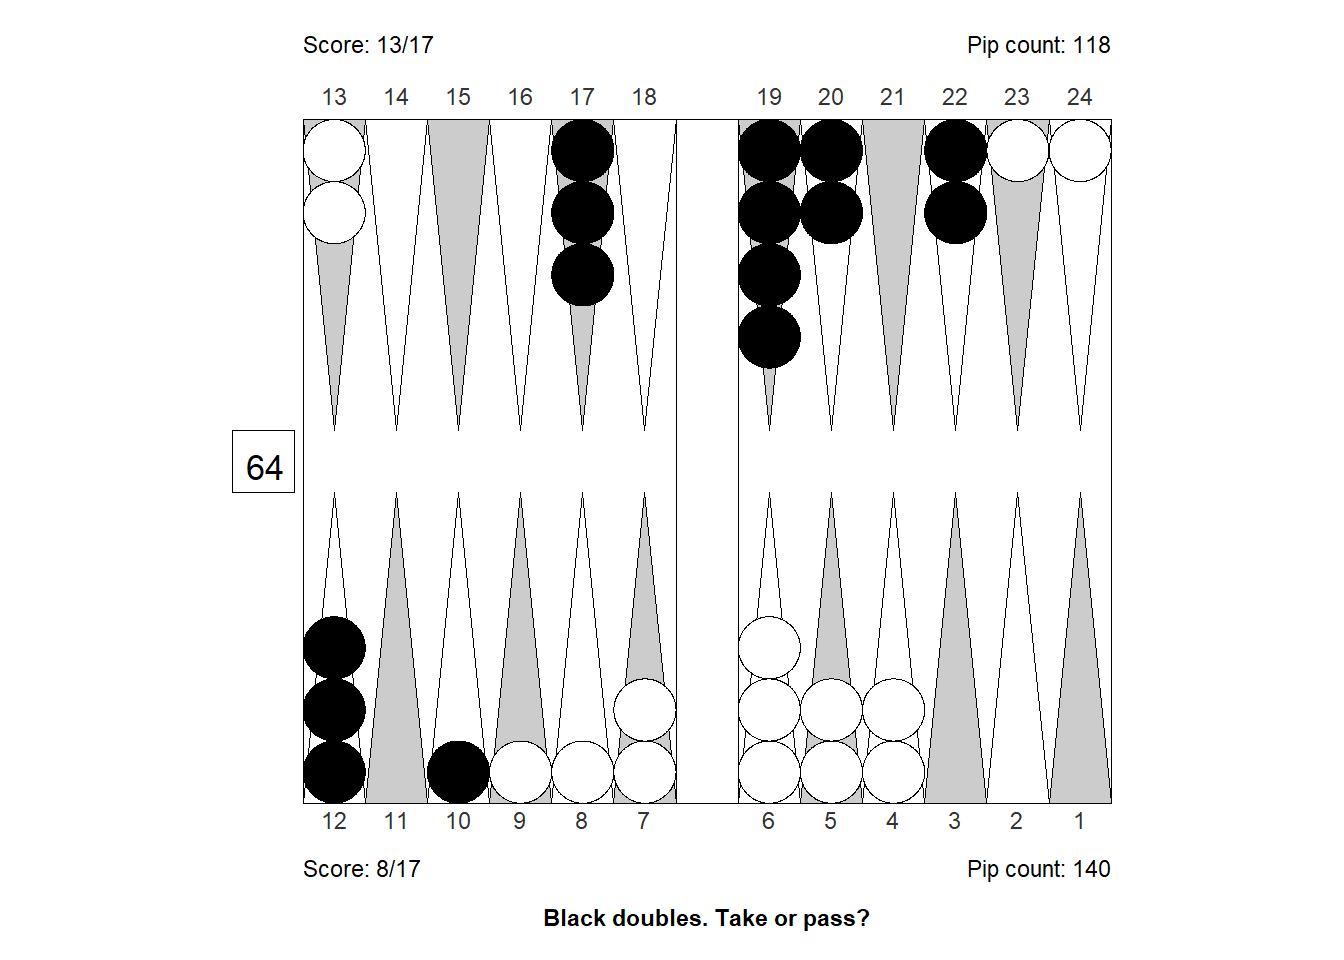 Score: 13/17 Pip count: 118
13 14 15 16 17 18 19 20 21 22 23 24
64
12 11 10 9 8 7 6 5 4 3 2 1
Score: 8/17 Pip count: 140
Black doubles. Take or pass?